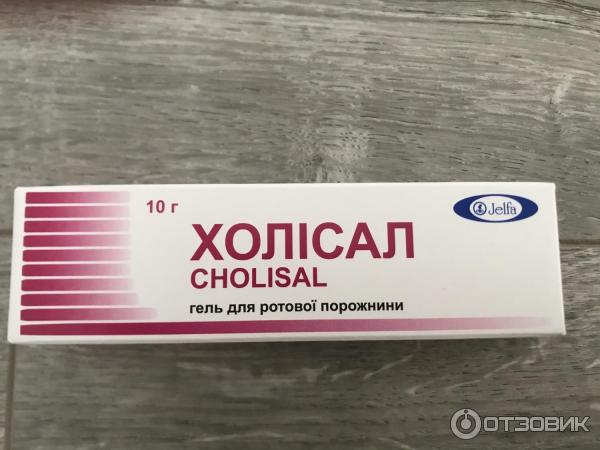 10 г
Jelfa
ХОЛІСАЛ
CHOLISAL
гель для ротової порожнини
ОТЗОВИК